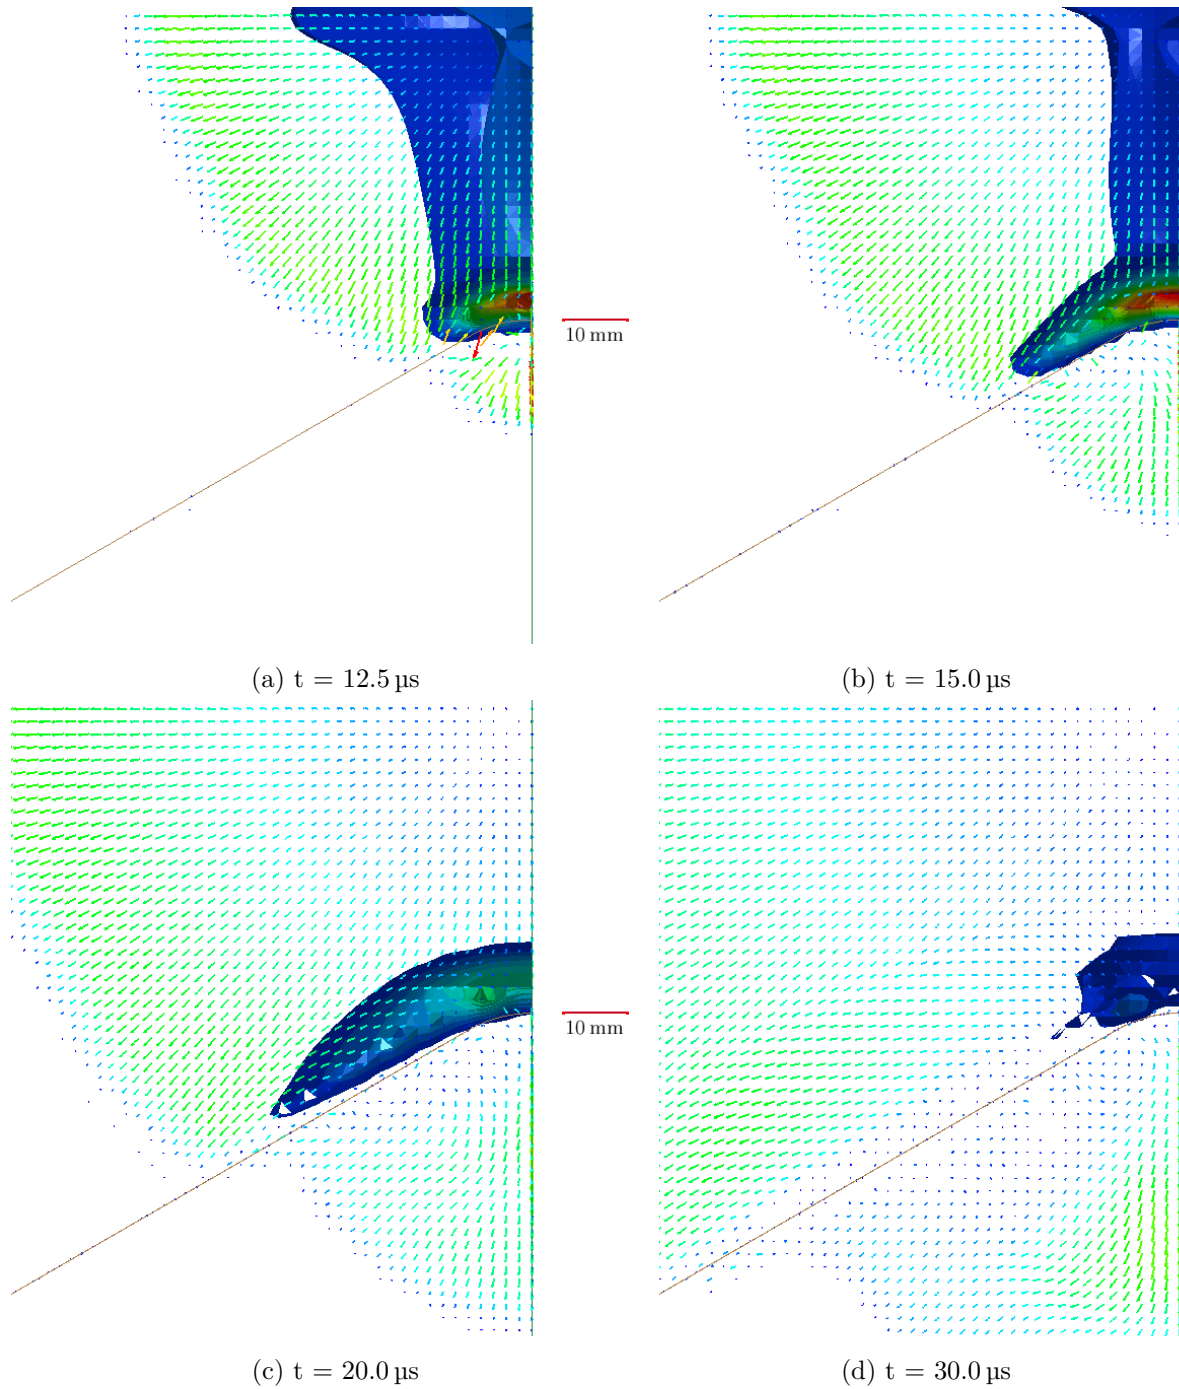 10 mm
(a) t = 12.5 µs
(b) t = 15.0 µs
10 mm
(c) t = 20.0 µs
(d) t = 30.0 µs